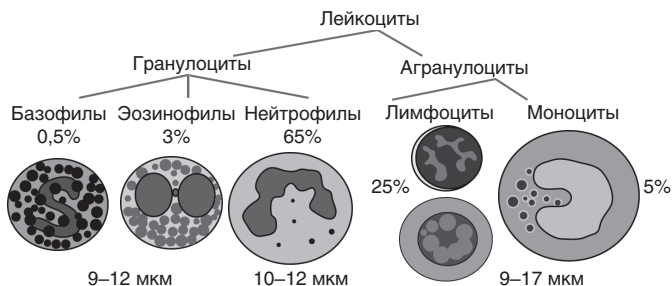 Лейкоциты
Гранулоциты
Агранулоциты
Базофилы Эозинофилы Нейтрофилы Лимфоциты Моноциты
0,5% 3% 65%
25% 5%
9–12 мкм 10–12 мкм 9–17 мкм